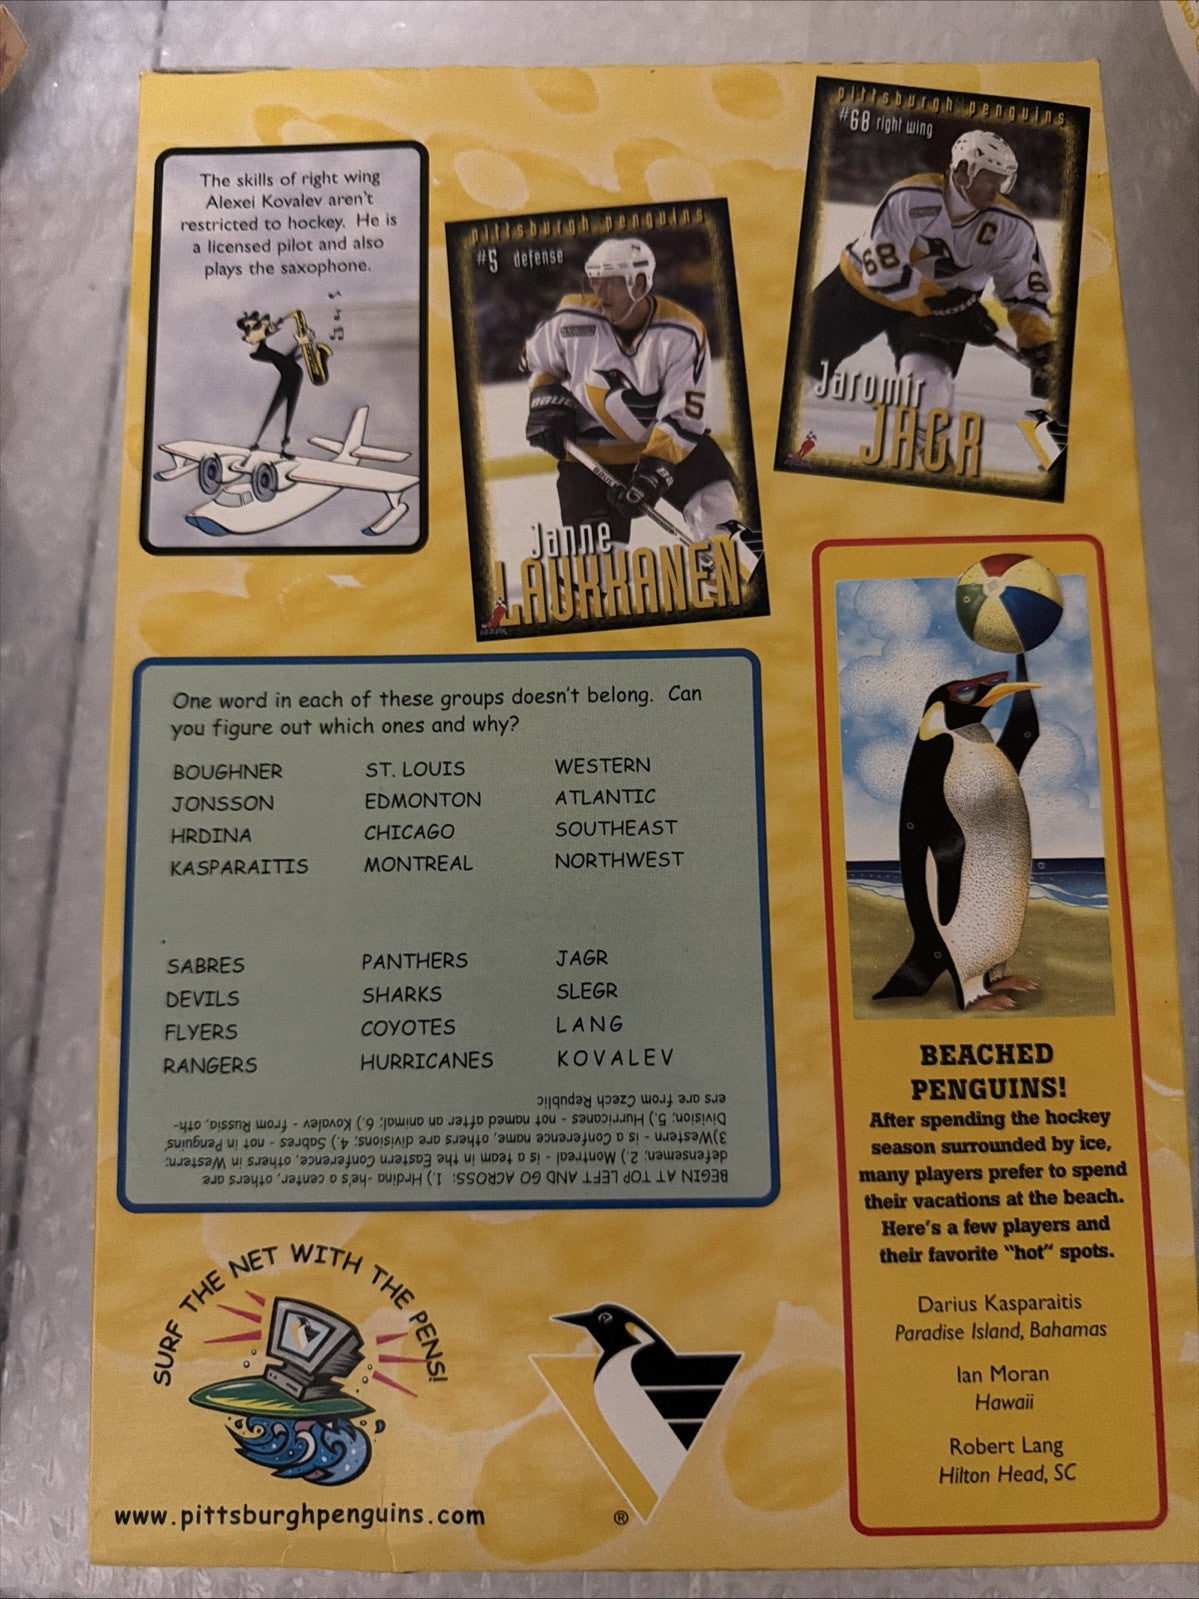 The skills of right wing
Alexei Kovalev aren't
restricted to hockey. He is
a licensed pilot and also
plays the saxophone.
pittsburgh penguins
#5 defense
5
Janne
LAUKKANEN
pittsburgh penguins
#68 right wing
C
68
Jaromir
JAGR
One word in each of these groups doesn't belong. Can
you figure out which ones and why?
BOUGHNER ST. LOUIS WESTERN
JONSSON EDMONTON ATLANTIC
HRDINA CHICAGO SOUTHEAST
KASPARAITIS MONTREAL NORTHWEST
SABRES PANTHERS JAGR
DEVILS SHARKS SLEGR
FLYERS COYOTES LANG
RANGERS HURRICANES KOVALEV
BEGIN AT TOP LEFT AND GO ACROSS: 1.) Hrdina -he's a center, others are
defensemen; 2.) Montreal - is a team in the Eastern Conference, others in Western;
3)Western - is a Conference name, others are divisions; 4.) Sabres - not in Penguins'
Division; 5.) Hurricanes - not named after an animal; 6.) Kovalev - from Russia, oth-
ers are from Czech Republic
SURF THE NET WITH THE PENS!
www.pittsburghpenguins.com
®
BEACHED
PENGUINS!
After spending the hockey
season surrounded by ice,
many players prefer to spend
their vacations at the beach.
Here's a few players and
their favorite "hot" spots.
Darius Kasparaitis
Paradise Island, Bahamas
Ian Moran
Hawaii
Robert Lang
Hilton Head, SC